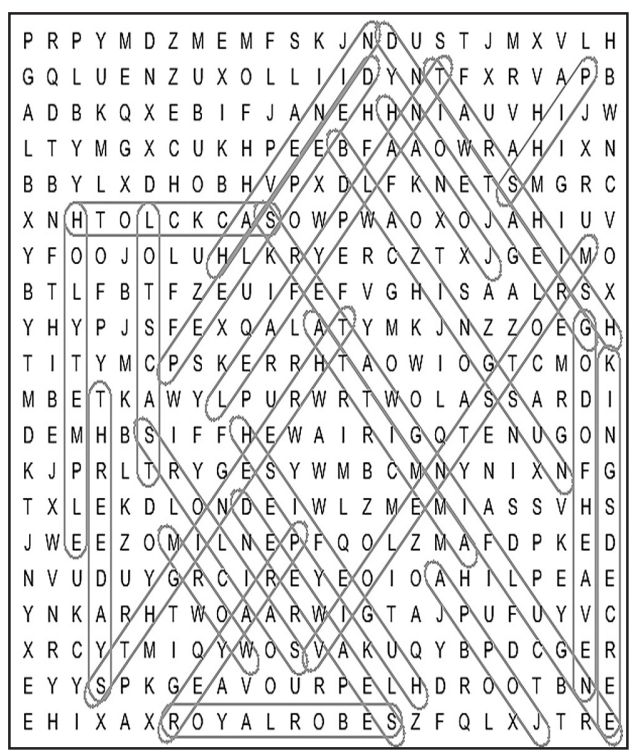 P R P Y M D Z M E M F S K J N D U S T J M X V L H
G Q L U E N Z U X O L L I I D Y N T F X R V A P B
A D B K Q X E B I F J A N E H H N I A U V H I J W
L T Y M G X C U K H P E E B F A A O W R A H I X N
B B Y L X D H O B H V P X D L F K N E T S M G R C
X N H T O L C K C A S O W P W A O X O J A H I U V
Y F O O J O L U H L K R Y E R C Z T X J G E I M O
B T L F B T F Z E U I F E F V G H I S A A L R S X
Y H Y P J S F E X Q A L A T Y M K J N Z Z O E G H
T I T Y M C P S K E R R H T A O W I O G T C M O K
M B E T K A W Y L P U R W R T W O L A S S A R D I
D E M H B S I F F H E W A I R I G Q T E N U G O N
K J P R L T R Y G E S Y W M B C M N Y N I X N F G
T X L E K D L O N D E I W L Z M E M I A S S V H S
J W E E Z O M I L N E P F Q O L Z M A F D P K E D
N V U D U Y G R C I R E Y E O I O A H I L P E A E
Y N K A R H T W O A A R W I G T A J P U F U Y V C
X R C Y T M I Q Y W O S V A K U Q Y B P D C G E R
E Y Y S P K G E A V O U R P E L H D R O O T B N E
E H I X A X R O Y A L R O B E S Z F Q L X J T R E